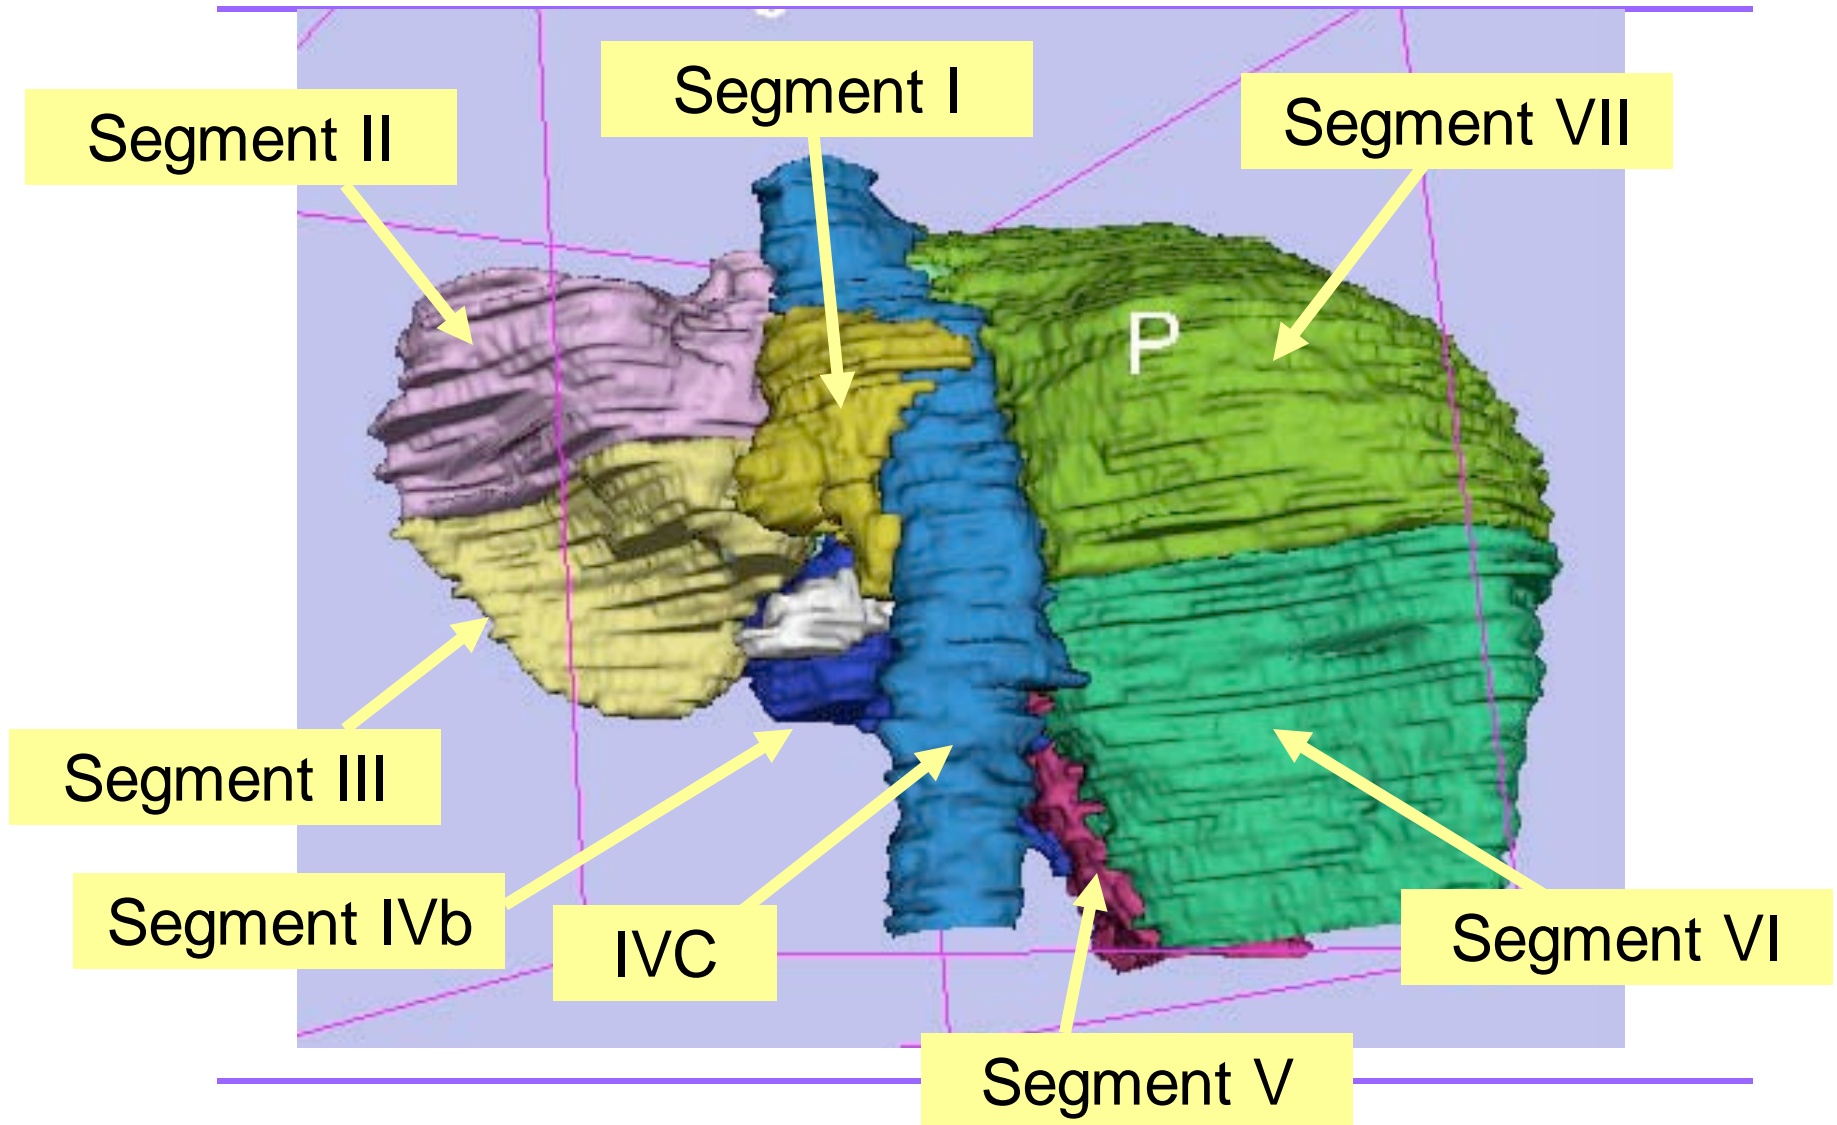 Segment I
Segment II
Segment VII
P
Segment III
Segment IVb
IVC
Segment VI
Segment V